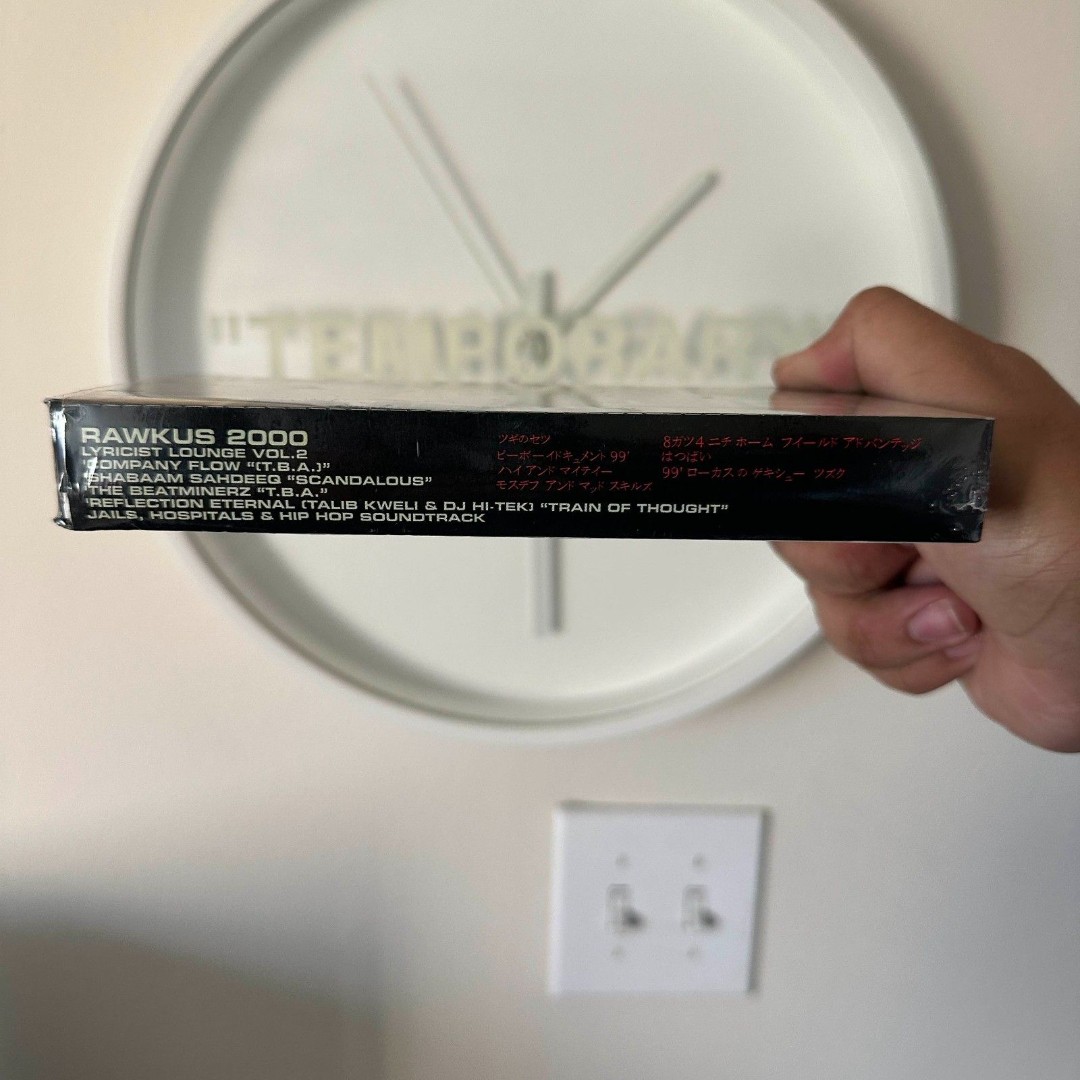 "TEMPORARY"
RAWKUS 2000
LYRICIST LOUNGE VOL.2
COMPANY FLOW "(T.B.A.)"
SHABAAM SAHDEEQ "SCANDALOUS"
THE BEATMINERZ "T.B.A."
REFLECTION ETERNAL (TALIB KWELI & DJ HI-TEK) "TRAIN OF THOUGHT"
JAILS, HOSPITALS & HIP HOP SOUNDTRACK
ツギのセツ
ビーボーイドキュメント 99'
ハイ アンド マイティー
モスデフ アンド マッド スキルズ
8ガツ4ニチ ホーム フイールド アドバンテッジ
はつばい
99' ローカス の ゲキシュー ツズク